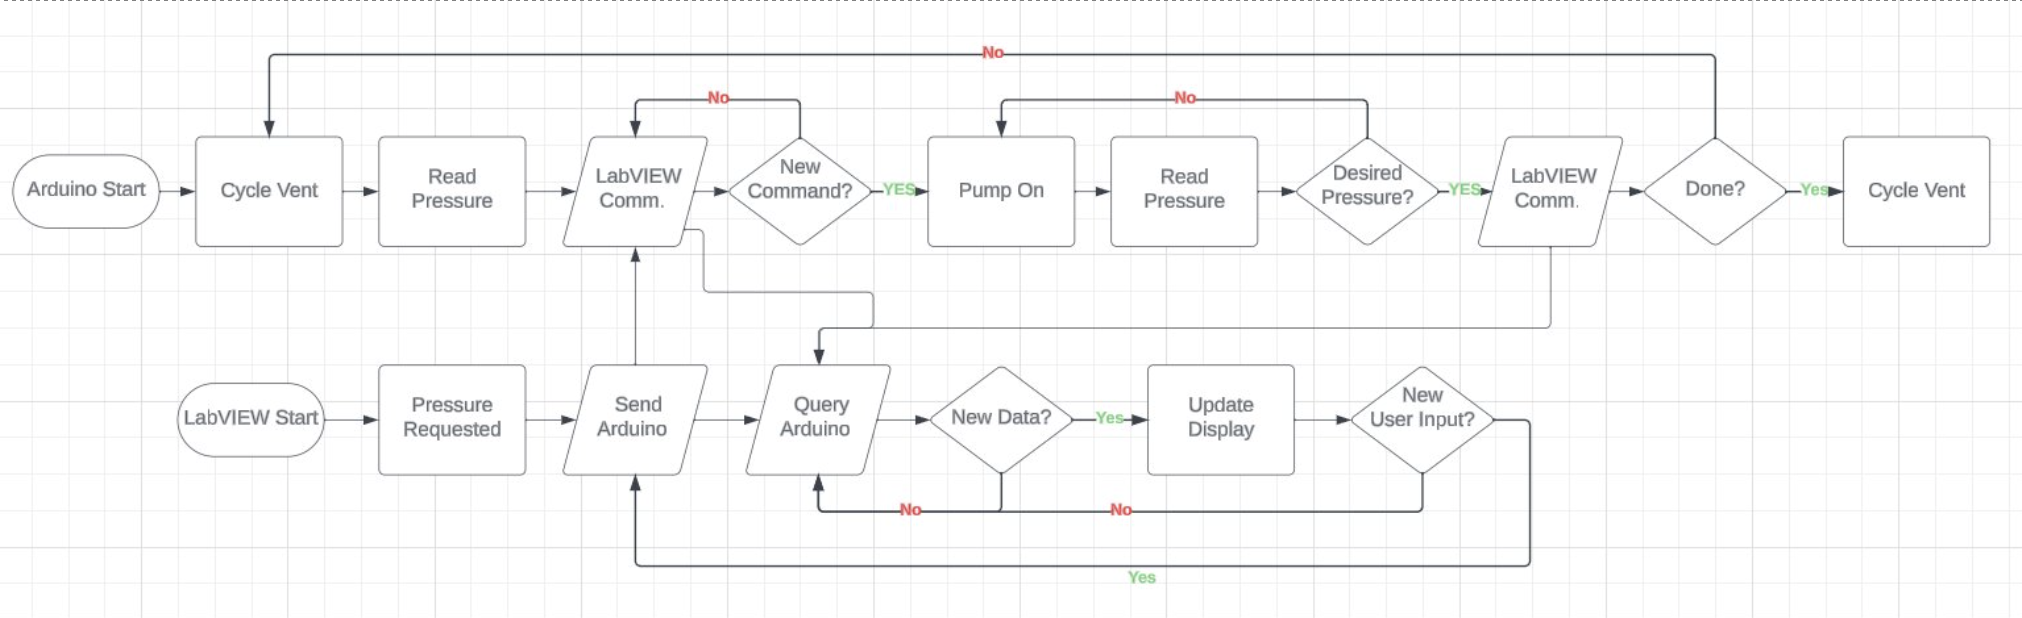 No
No
No
Arduino Start
Cycle Vent
Read
Pressure
LabVIEW
Comm.
New
Command?
YES
Pump On
Read
Pressure
Desired
Pressure?
YES
LabVIEW
Comm.
Done?
Yes
Cycle Vent
LabVIEW Start
Pressure
Requested
Send
Arduino
Query
Arduino
New Data?
Yes
Update
Display
New
User Input?
No
No
Yes